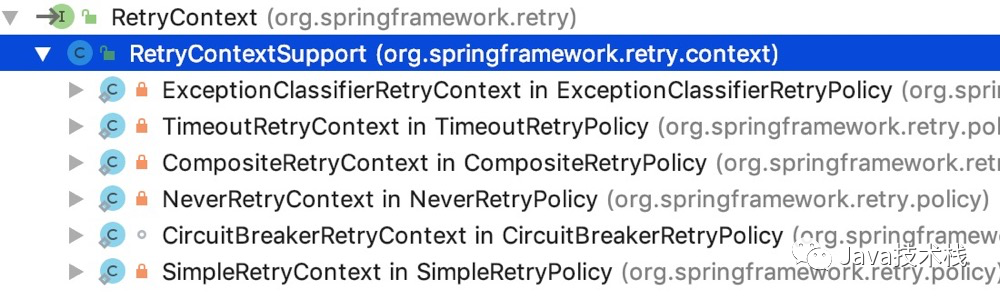 RetryContext (org.springframework.retry)
RetryContextSupport (org.springframework.retry.context)
ExceptionClassifierRetryContext in ExceptionClassifierRetryPolicy (org.sprin
TimeoutRetryContext in TimeoutRetryPolicy (org.springframework.retry.pol
CompositeRetryContext in CompositeRetryPolicy (org.springframework.ret
NeverRetryContext in NeverRetryPolicy (org.springframework.retry.policy)
CircuitBreakerRetryContext in CircuitBreakerRetryPolicy (org.springframew
SimpleRetryContext in SimpleRetryPolicy (org.springframework.retry.policy)
Java技术栈